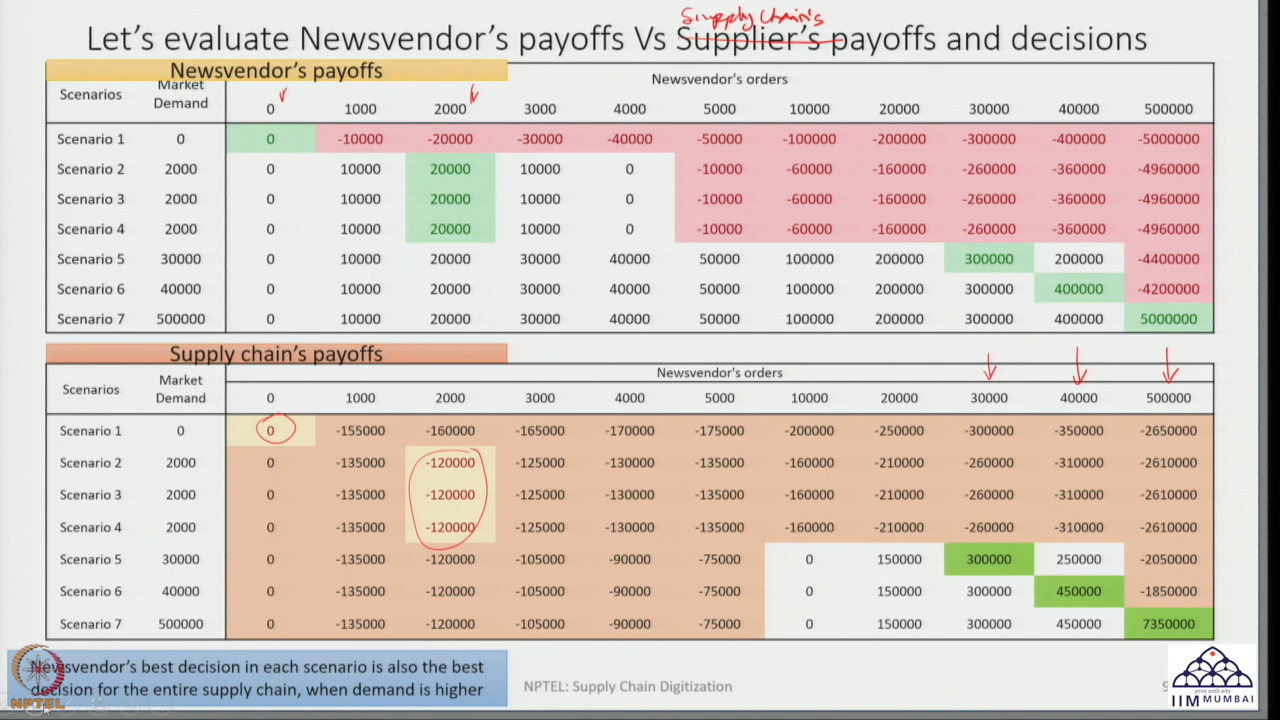 Supply Chain's
Let's evaluate Newsvendor's payoffs Vs Supplier's payoffs and decisions
Newsvendor's payoffs
Scenarios Market Demand Newsvendor's orders
0 1000 2000 3000 4000 5000 10000 20000 30000 40000 500000
Scenario 1 0 0 -10000 -20000 -30000 -40000 -50000 -100000 -200000 -300000 -400000 -5000000
Scenario 2 2000 0 10000 20000 10000 0 -10000 -60000 -160000 -260000 -360000 -4960000
Scenario 3 2000 0 10000 20000 10000 0 -10000 -60000 -160000 -260000 -360000 -4960000
Scenario 4 2000 0 10000 20000 10000 0 -10000 -60000 -160000 -260000 -360000 -4960000
Scenario 5 30000 0 10000 20000 30000 40000 50000 100000 200000 300000 200000 -4400000
Scenario 6 40000 0 10000 20000 30000 40000 50000 100000 200000 300000 400000 -4200000
Scenario 7 500000 0 10000 20000 30000 40000 50000 100000 200000 300000 400000 5000000
Supply chain's payoffs
Scenarios Market Demand Newsvendor's orders
0 1000 2000 3000 4000 5000 10000 20000 30000 40000 500000
Scenario 1 0 0 -155000 -160000 -165000 -170000 -175000 -200000 -250000 -300000 -350000 -2650000
Scenario 2 2000 0 -135000 -120000 -125000 -130000 -135000 -160000 -210000 -260000 -310000 -2610000
Scenario 3 2000 0 -135000 -120000 -125000 -130000 -135000 -160000 -210000 -260000 -310000 -2610000
Scenario 4 2000 0 -135000 -120000 -125000 -130000 -135000 -160000 -210000 -260000 -310000 -2610000
Scenario 5 30000 0 -135000 -120000 -105000 -90000 -75000 0 150000 300000 250000 -2050000
Scenario 6 40000 0 -135000 -120000 -105000 -90000 -75000 0 150000 300000 450000 -1850000
Scenario 7 500000 0 -135000 -120000 -105000 -90000 -75000 0 150000 300000 450000 7350000
Newsvendor's best decision in each scenario is also the best
decision for the entire supply chain, when demand is higher
NPTEL
NPTEL: Supply Chain Digitization
IIM MUMBAI